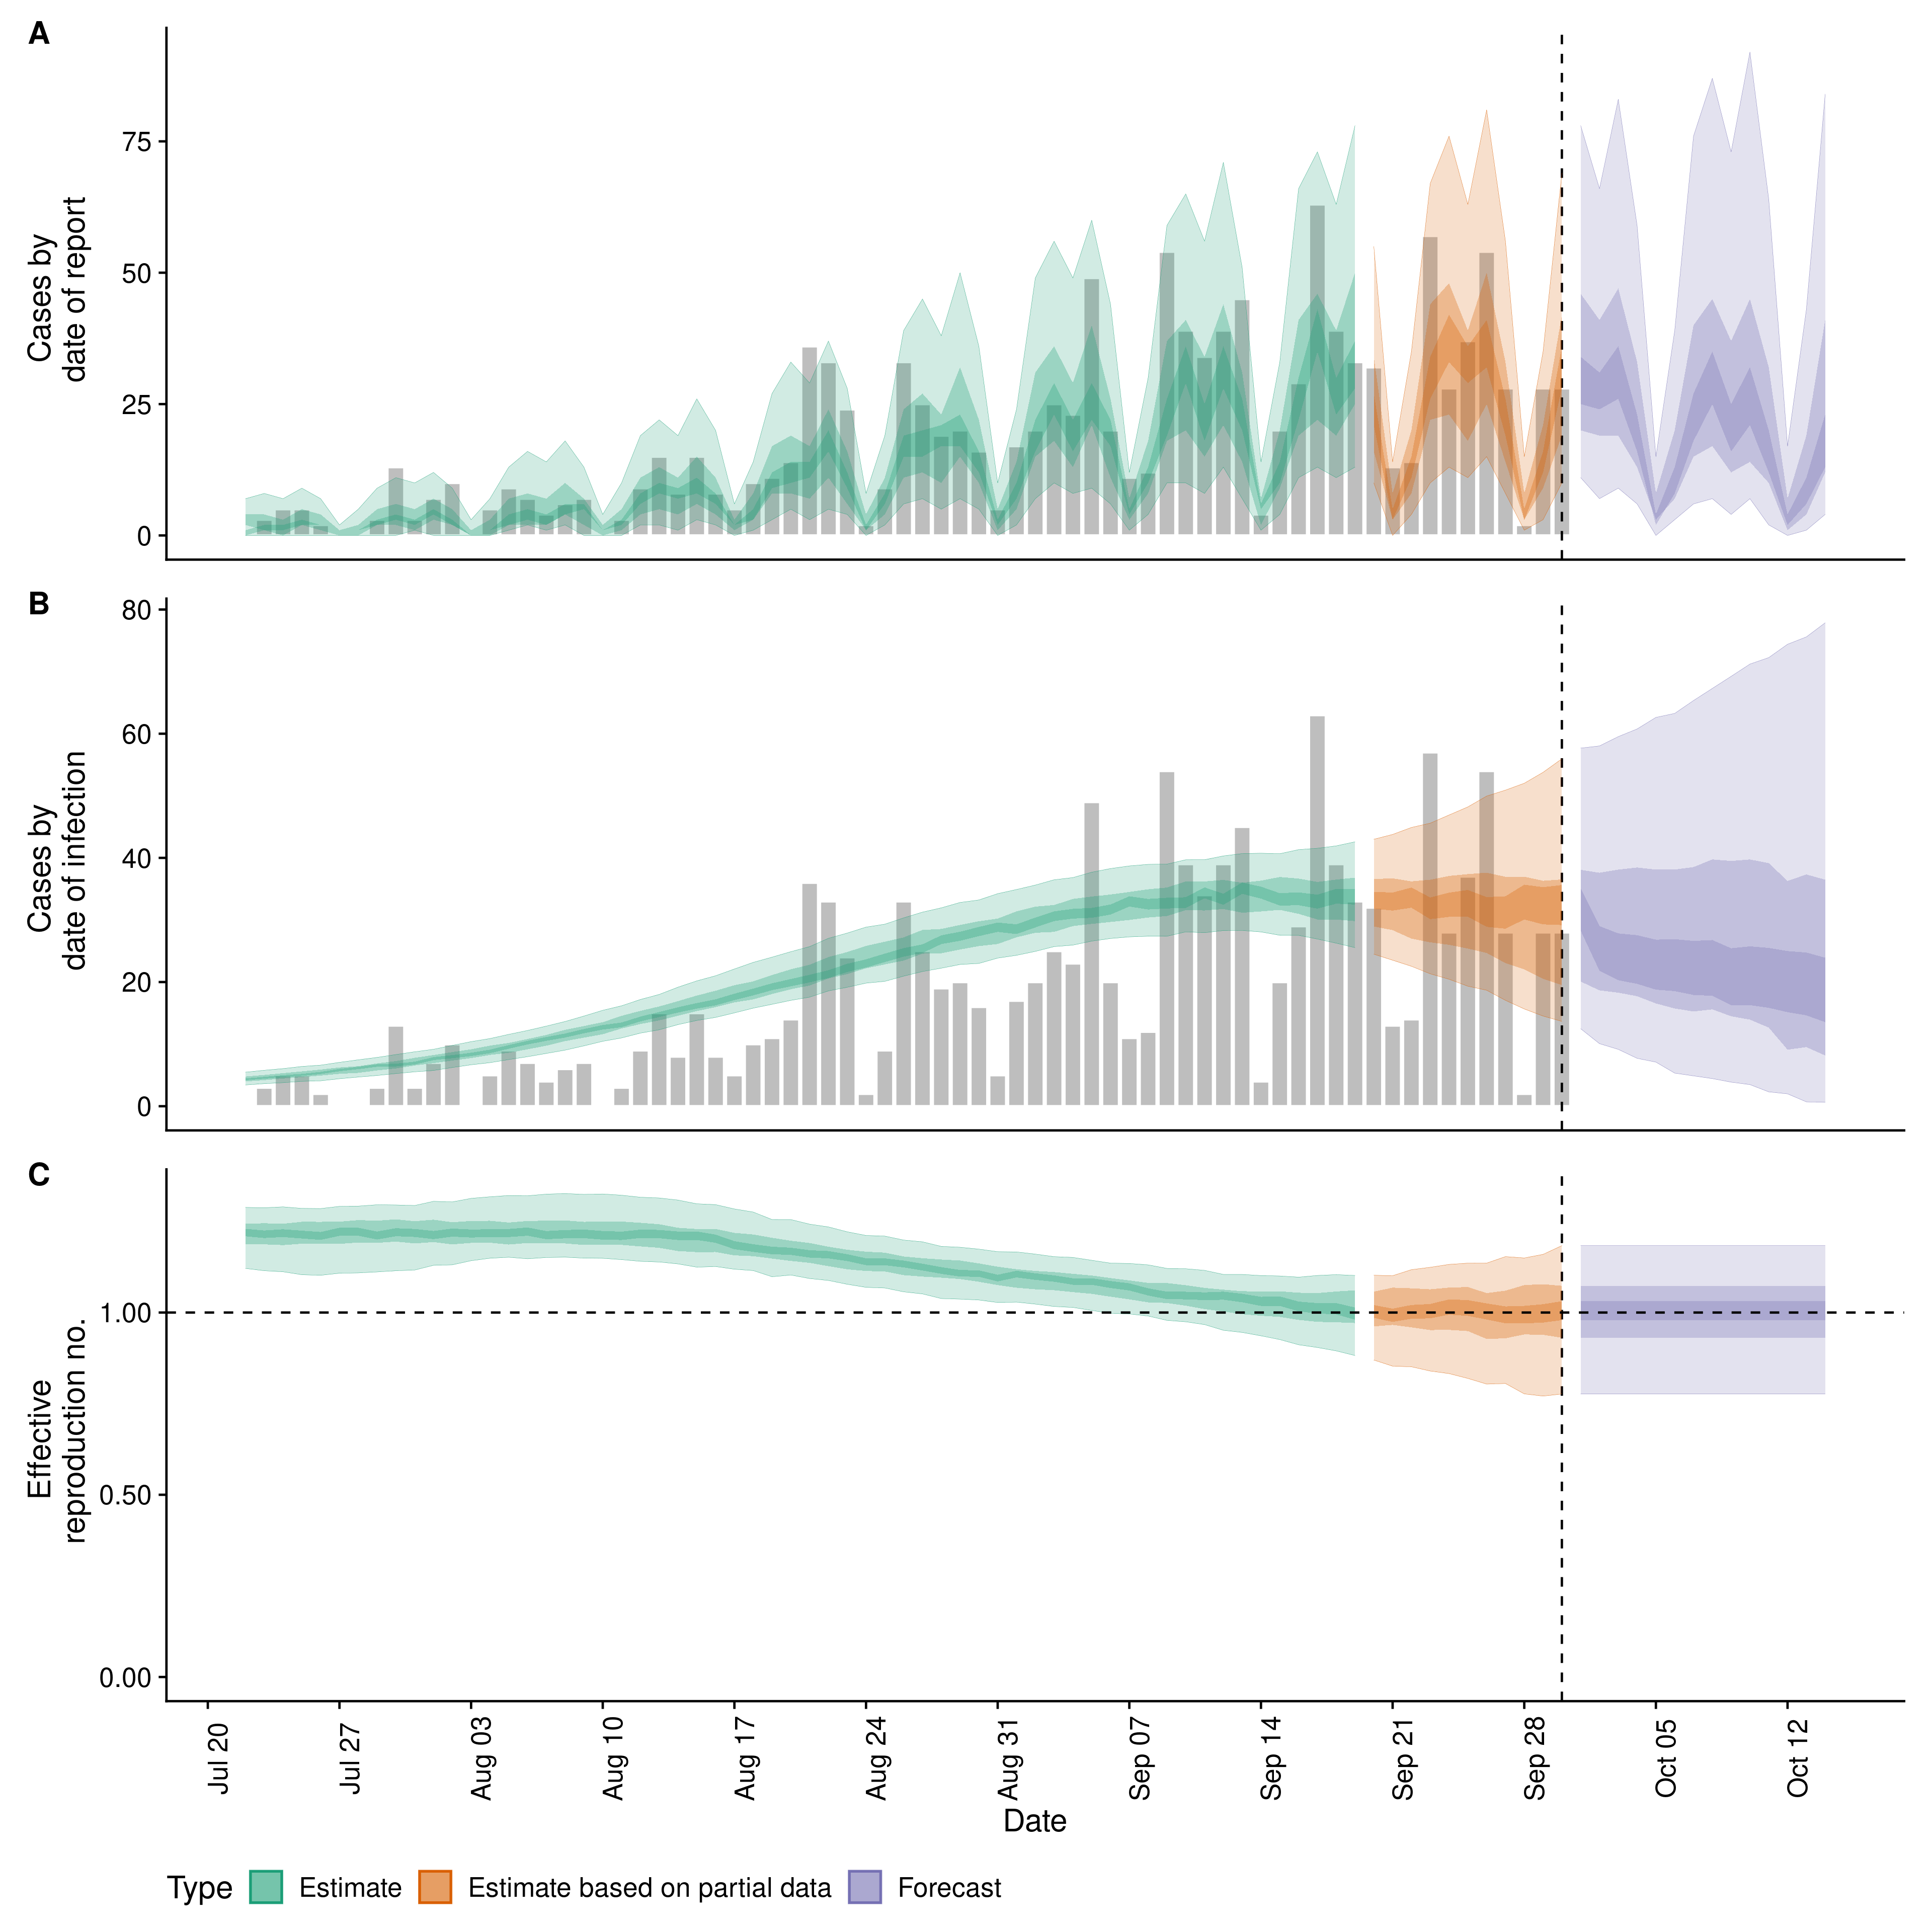 A
Cases by
date of report
75
50
25
0
B
Cases by
date of infection
80
60
40
20
0
C
Effective
reproduction no.
1.00
0.50
0.00
Jul 20
Jul 27
Aug 03
Aug 10
Aug 17
Aug 24
Aug 31
Sep 07
Sep 14
Sep 21
Sep 28
Oct 05
Oct 12
Date
Type Estimate Estimate based on partial data Forecast